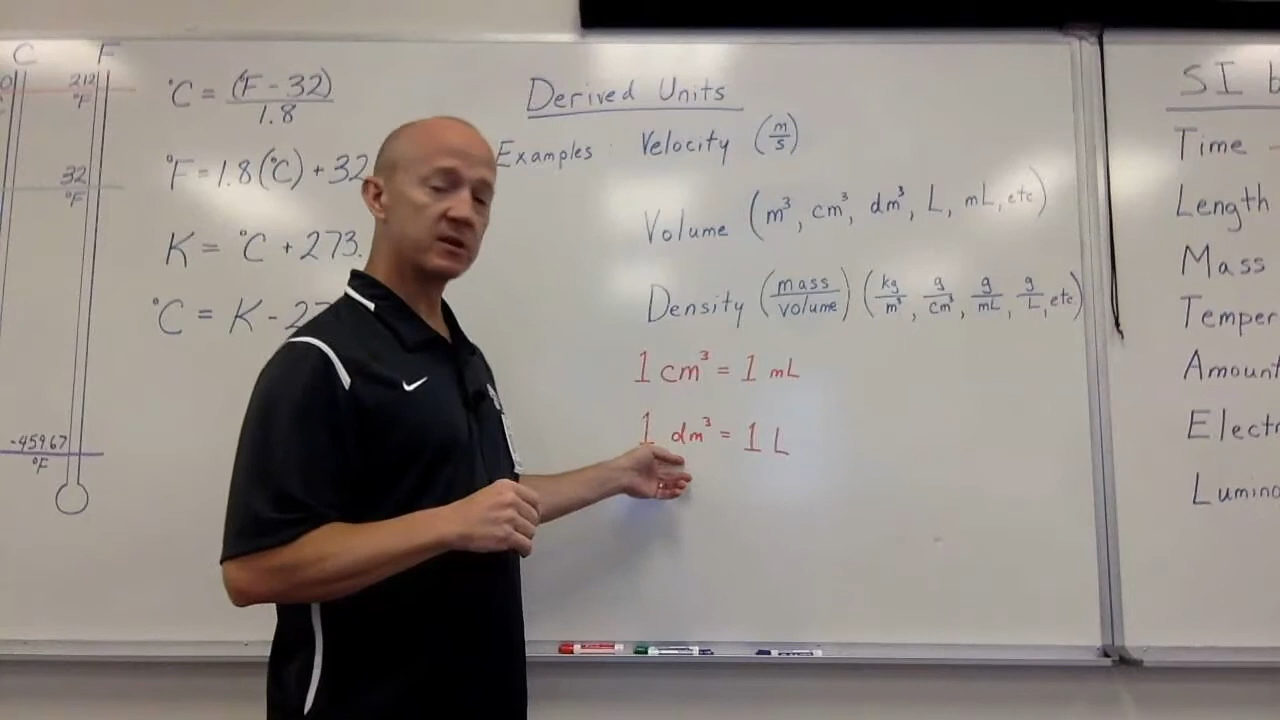 C F
212 °F
32 °F
-459.67 °F
°C = (°F - 32) / 1.8
°F = 1.8(°C) + 32
K = °C + 273.
°C = K - 27
Derived Units
Examples: Velocity (m/s)
Volume (m³, cm³, dm³, L, mL, etc)
Density (mass/volume) (kg/m³, g/cm³, g/mL, g/L, etc)
1 cm³ = 1 mL
1 dm³ = 1 L
SI b
Time -
Length
Mass
Temper
Amount
Electr
Lumino